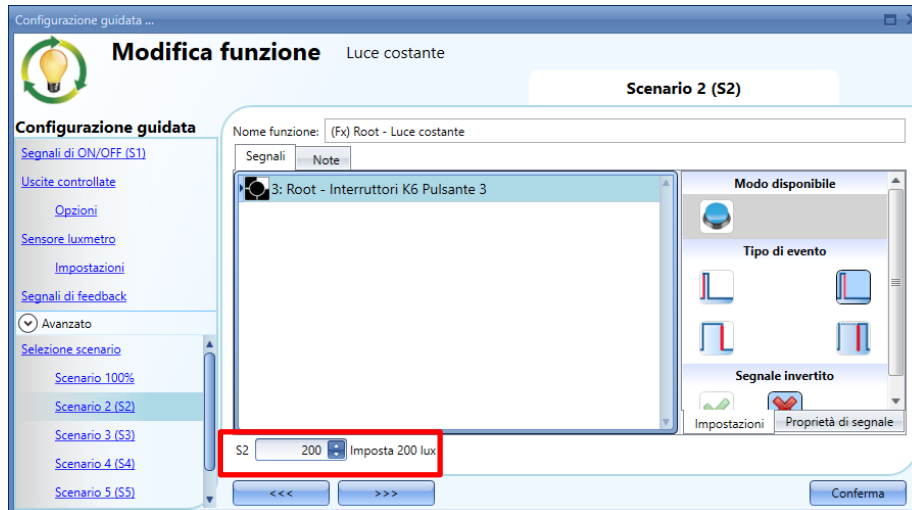 Configurazione guidata ...
Modifica funzione Luce costante
Scenario 2 (S2)
Configurazione guidata
Segnali di ON/OFF (S1)
Uscite controllate
Opzioni
Sensore luxmetro
Impostazioni
Segnali di feedback
Avanzato
Selezione scenario
Scenario 100%
Scenario 2 (S2)
Scenario 3 (S3)
Scenario 4 (S4)
Scenario 5 (S5)
Nome funzione: (Fx) Root - Luce costante
Segnali Note
3: Root - Interruttori K6 Pulsante 3
Modo disponibile
Tipo di evento
Segnale invertito
Impostazioni Proprietà di segnale
S2 200 Imposta 200 lux
<<< >>> Conferma